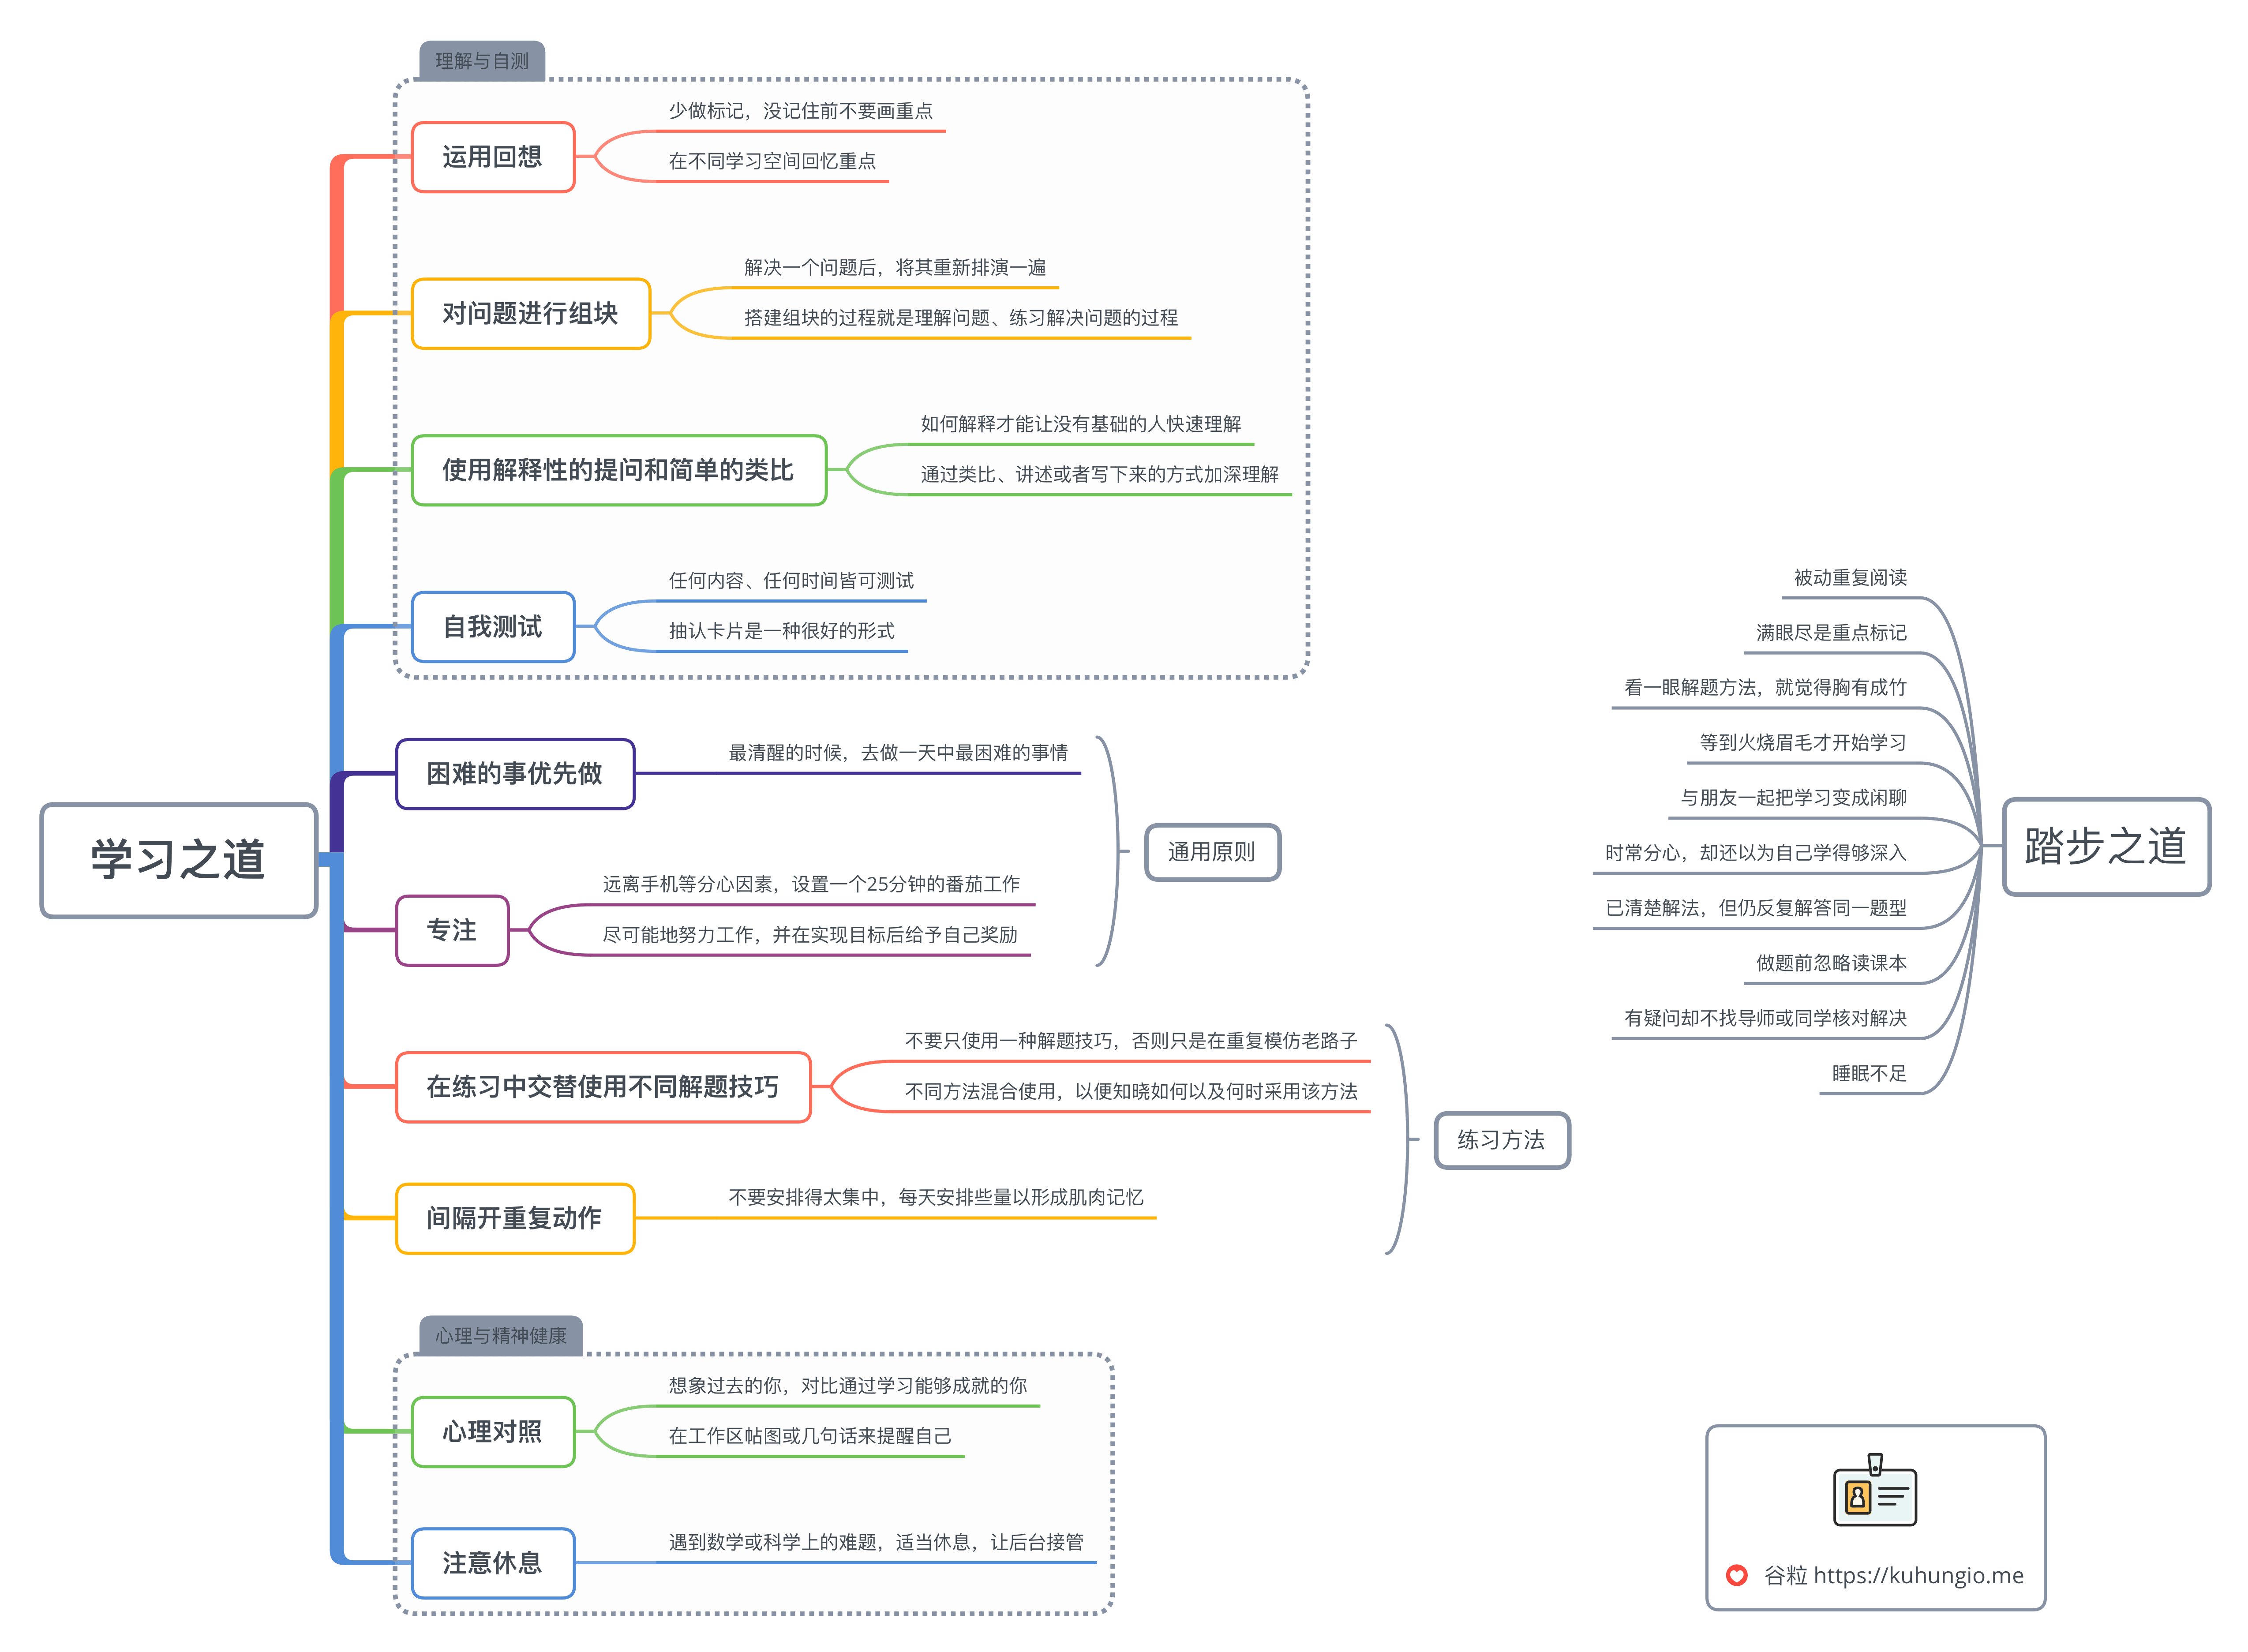 理解与自测
运用回想
少做标记，没记住前不要画重点
在不同学习空间回忆重点
对问题进行组块
解决一个问题后，将其重新排演一遍
搭建组块的过程就是理解问题、练习解决问题的过程
使用解释性的提问和简单的类比
如何解释才能让没有基础的人快速理解
通过类比、讲述或者写下来的方式加深理解
自我测试
任何内容、任何时间皆可测试
抽认卡片是一种很好的形式
学习之道
困难的事优先做
最清醒的时候，去做一天中最困难的事情
专注
远离手机等分心因素，设置一个25分钟的番茄工作
尽可能地努力工作，并在实现目标后给予自己奖励
通用原则
在练习中交替使用不同解题技巧
不要只使用一种解题技巧，否则只是在重复模仿老路子
不同方法混合使用，以便知晓如何以及何时采用该方法
间隔开重复动作
不要安排得太集中，每天安排些量以形成肌肉记忆
练习方法
心理与精神健康
心理对照
想象过去的你，对比通过学习能够成就的你
在工作区帖图或几句话来提醒自己
注意休息
遇到数学或科学上的难题，适当休息，让后台接管
踏步之道
被动重复阅读
满眼尽是重点标记
看一眼解题方法，就觉得胸有成竹
等到火烧眉毛才开始学习
与朋友一起把学习变成闲聊
时常分心，却还以为自己学得够深入
已清楚解法，但仍反复解答同一题型
做题前忽略读课本
有疑问却不找导师或同学核对解决
睡眠不足
谷粒 https://kuhungio.me